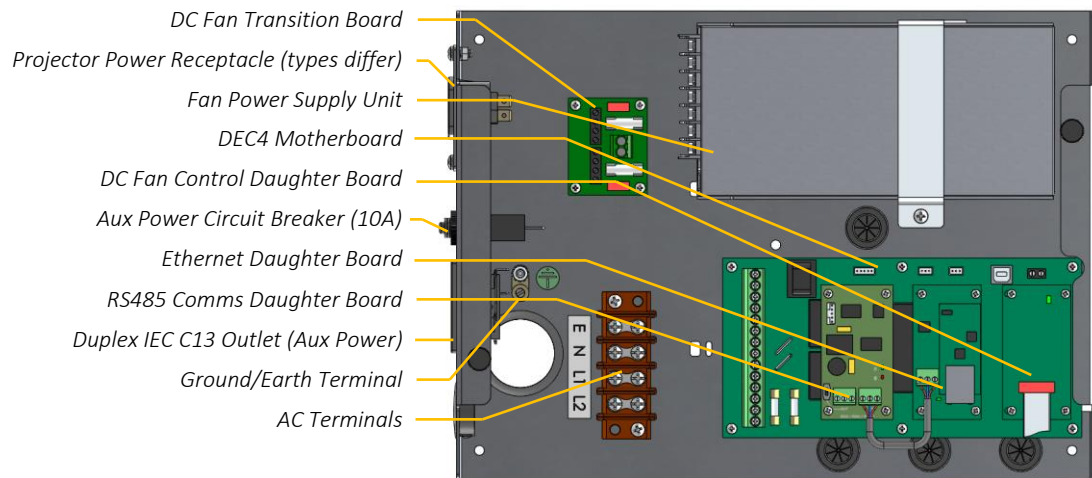 DC Fan Transition Board
Projector Power Receptacle (types differ)
Fan Power Supply Unit
DEC4 Motherboard
DC Fan Control Daughter Board
Aux Power Circuit Breaker (10A)
Ethernet Daughter Board
RS485 Comms Daughter Board
Duplex IEC C13 Outlet (Aux Power)
Ground/Earth Terminal
AC Terminals
E N L1 L2